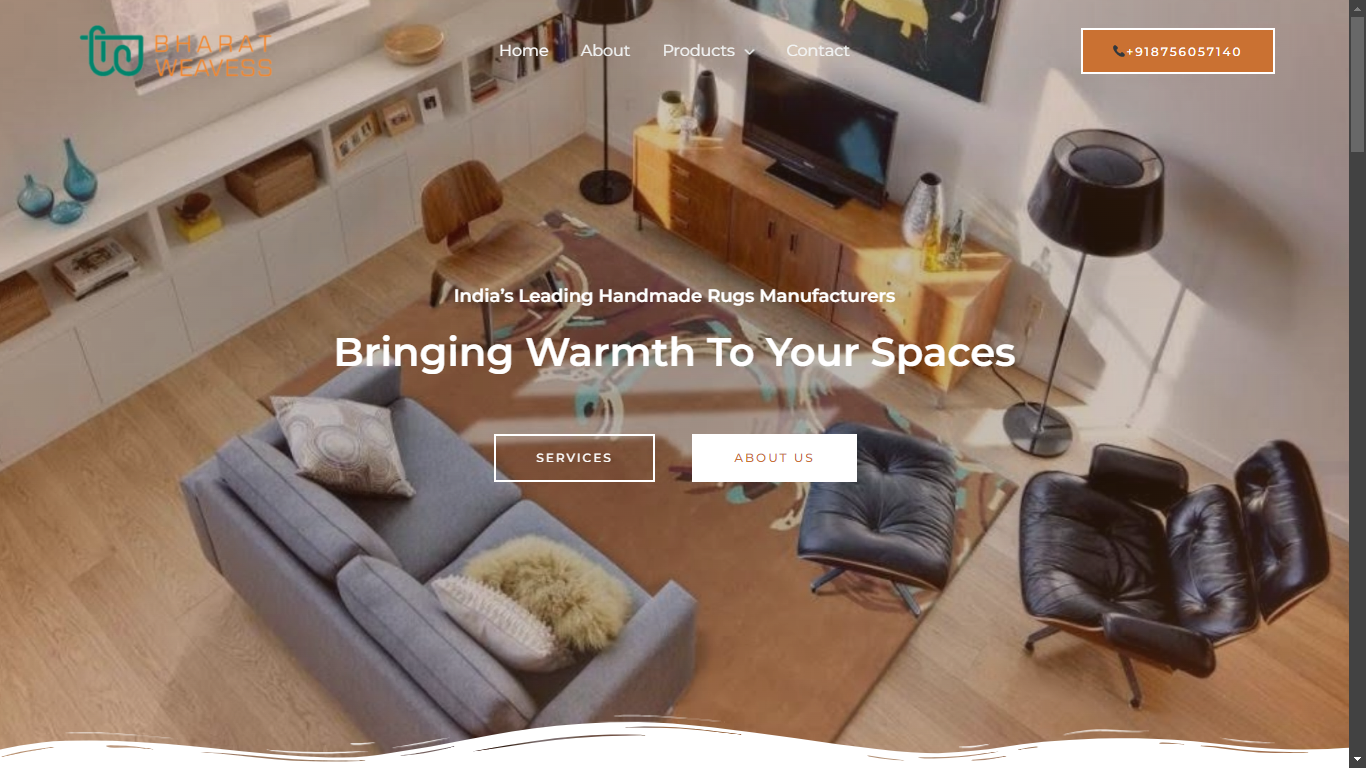 BHARAT
WEAVESS
Home
About
Products
Contact
+918756057140
India’s Leading Handmade Rugs Manufacturers
Bringing Warmth To Your Spaces
SERVICES
ABOUT US